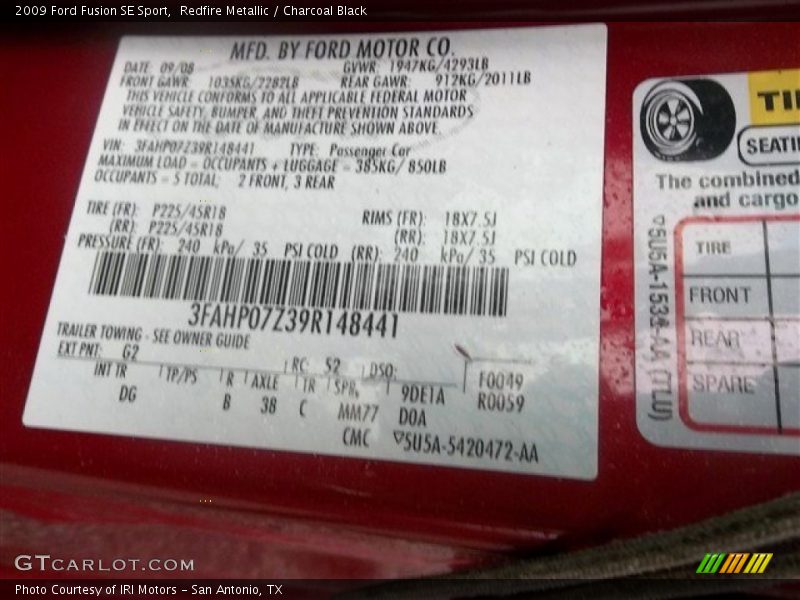 2009 Ford Fusion SE Sport,  Redfire Metallic / Charcoal Black
MFD. BY FORD MOTOR CO.
DATE: 09/08 GVWR: 1947KG/4293LB
FRONT GAWR: 1035KG/2282LB REAR GAWR: 912KG/2011LB
THIS VEHICLE CONFORMS TO ALL APPLICABLE FEDERAL MOTOR
VEHICLE SAFETY, BUMPER, AND THEFT PREVENTION STANDARDS
IN EFFECT ON THE DATE OF MANUFACTURE SHOWN ABOVE.
VIN: 3FAHP07Z39R148441 TYPE: Passenger Car
MAXIMUM LOAD = OCCUPANTS + LUGGAGE = 385KG/ 850LB
OCCUPANTS = 5 TOTAL; 2 FRONT, 3 REAR
TIRE (FR): P225/45R18 RIMS (FR): 18X7.5J
(RR): P225/45R18 (RR): 18X7.5J
PRESSURE (FR): 240 kPa/ 35 PSI COLD (RR): 240 kPa/ 35 PSI COLD
3FAHP07Z39R148441
TRAILER TOWING - SEE OWNER GUIDE
EXT PNT: G2 RC: 52 DSO: F0049
INT TR TP/PS R AXLE TR SPR 9DE1A R0059
DG B 38 C MM77 D0A
CMC ▽5U5A-5420472-AA
SEATI
The combined
and cargo
TIRE
FRONT
REAR
SPARE
▽5U5A-1532-AA (TLU)
GTCARLOT.COM
Photo Courtesy of IRI Motors – San Antonio, TX